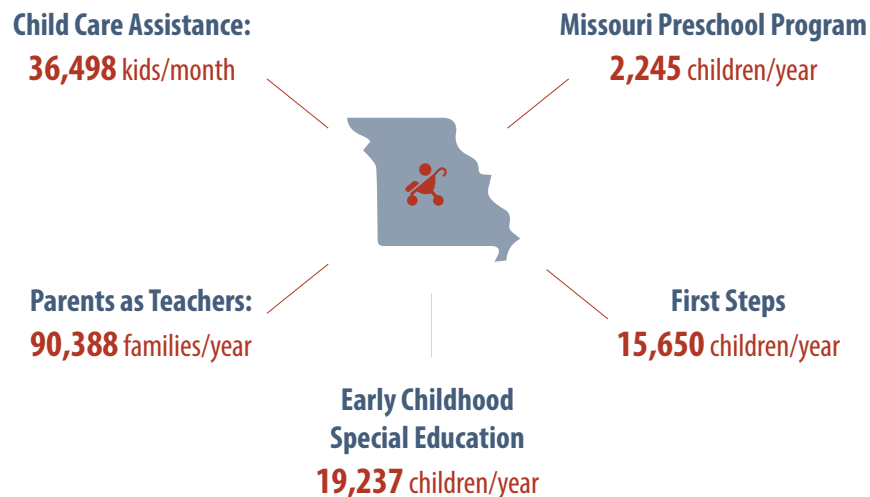 Child Care Assistance:
36,498 kids/month
Missouri Preschool Program
2,245 children/year
Parents as Teachers:
90,388 families/year
First Steps
15,650 children/year
Early Childhood
Special Education
19,237 children/year